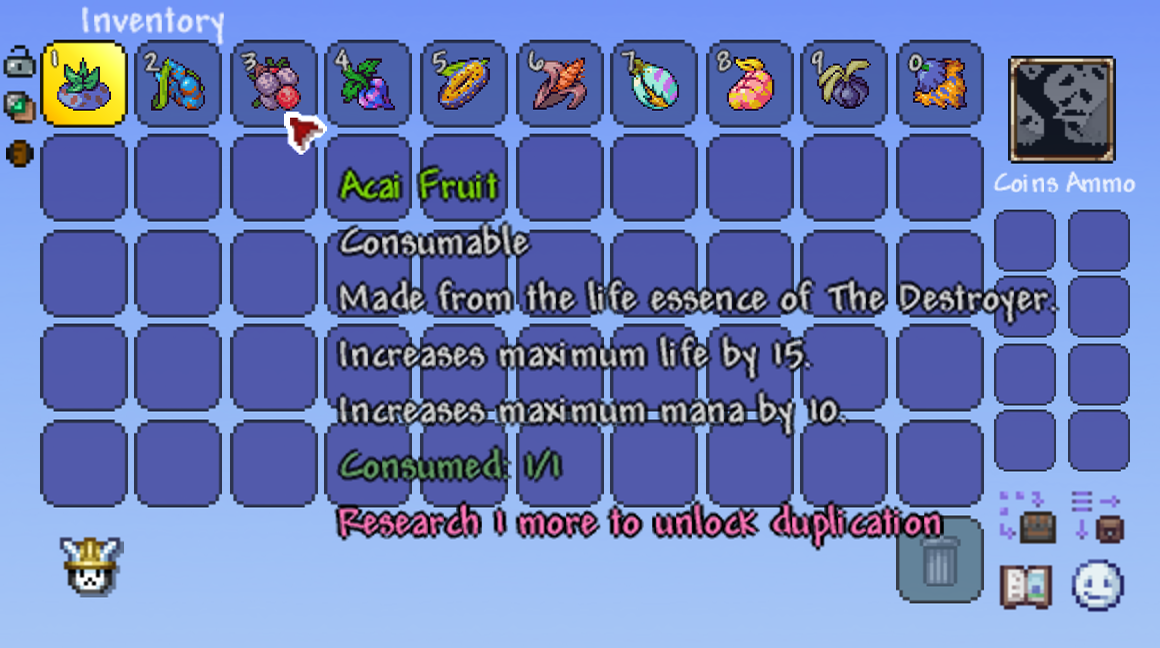 Inventory
1 2 3 4 5 6 7 8 9 0
Coins Ammo
Acai Fruit
Consumable
Made from the life essence of The Destroyer.
Increases maximum life by 15.
Increases maximum mana by 10.
Consumed: 1/1
Research 1 more to unlock duplication